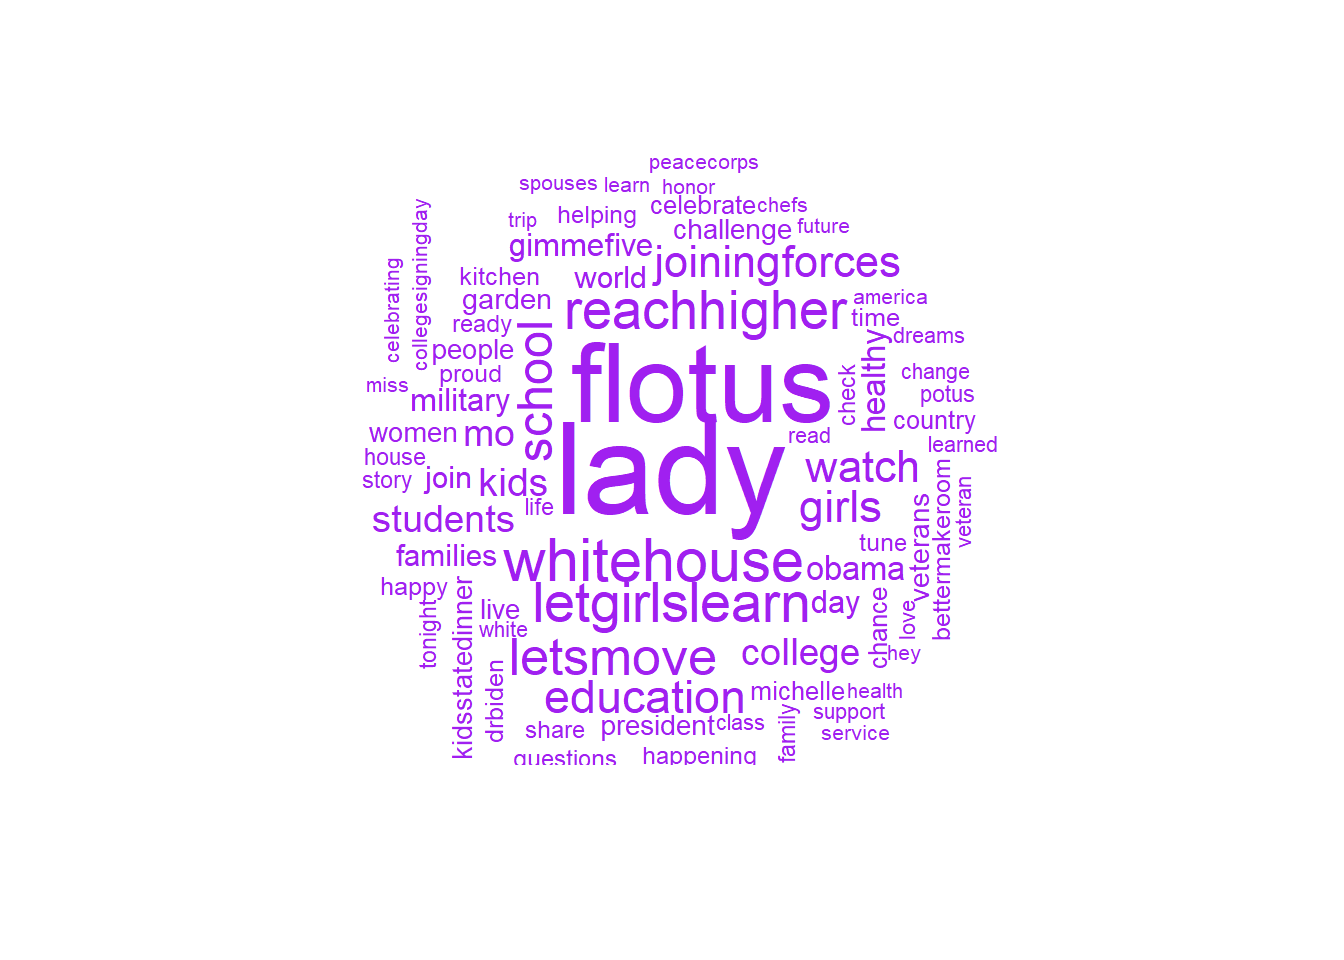 peacecorps
spouses learn honor
celebrate chefs
trip helping
challenge future
gimmefive joiningforces
world
kitchen
garden reachhigher america
time
ready
people dreams
celebrating
collegesigningday
school
flotus
healthy
check
proud change
miss potus
military
country
women mo lady read learned
house
story join kids watch
life girls
students
veterans
bettermakeroom
veteran
tune
families whitehouse obama
happy letgirlslearn day
live
white
tonight
kidsstatedinner
chance
love
hey
letsmove college
drbiden
education michelle health
support
share president class
family
service
questions happening